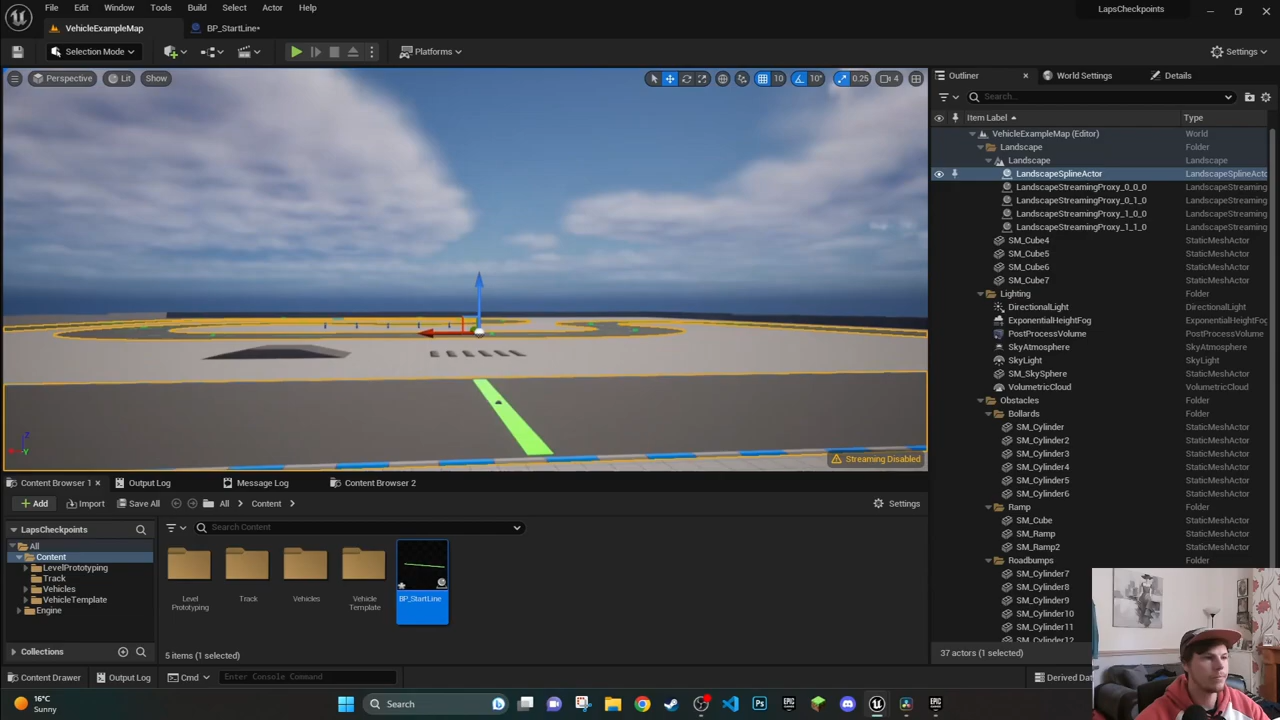 File Edit Window Tools Build Select Actor Help
LapsCheckpoints
VehicleExampleMap
BP_StartLine*
Selection Mode
Platforms
Settings
Perspective
Lit
Show
10
10°
0.25
4
Streaming Disabled
Outliner
World Settings
Details
Search...
Item Label
Type
VehicleExampleMap (Editor) World
Landscape Folder
Landscape Landscape
LandscapeSplineActor LandscapeSplineActo
LandscapeStreamingProxy_0_0_0 LandscapeStreaming
LandscapeStreamingProxy_0_1_0 LandscapeStreaming
LandscapeStreamingProxy_1_0_0 LandscapeStreaming
LandscapeStreamingProxy_1_1_0 LandscapeStreaming
SM_Cube4 StaticMeshActor
SM_Cube5 StaticMeshActor
SM_Cube6 StaticMeshActor
SM_Cube7 StaticMeshActor
Lighting Folder
DirectionalLight DirectionalLight
ExponentialHeightFog ExponentialHeightFog
PostProcessVolume PostProcessVolume
SkyAtmosphere SkyAtmosphere
SkyLight SkyLight
SM_SkySphere StaticMeshActor
VolumetricCloud VolumetricCloud
Obstacles Folder
Bollards Folder
SM_Cylinder StaticMeshActor
SM_Cylinder2 StaticMeshActor
SM_Cylinder3 StaticMeshActor
SM_Cylinder4 StaticMeshActor
SM_Cylinder5 StaticMeshActor
SM_Cylinder6 StaticMeshActor
Ramp Folder
SM_Cube StaticMeshActor
SM_Ramp StaticMeshActor
SM_Ramp2 StaticMeshActor
Roadbumps Folder
SM_Cylinder7
SM_Cylinder8
SM_Cylinder9
SM_Cylinder10
SM_Cylinder11
SM_Cylinder12
37 actors (1 selected)
Content Browser 1
Output Log
Message Log
Content Browser 2
Add
Import
Save All
All
Content
Settings
LapsCheckpoints
All
Content
LevelPrototyping
Track
Vehicles
VehicleTemplate
Engine
Collections
Search Content
Level Prototyping
Track
Vehicles
Vehicle Template
BP_StartLine
5 items (1 selected)
Content Drawer
Output Log
Cmd
Enter Console Command
Derived Dat
16°C
Sunny
Search